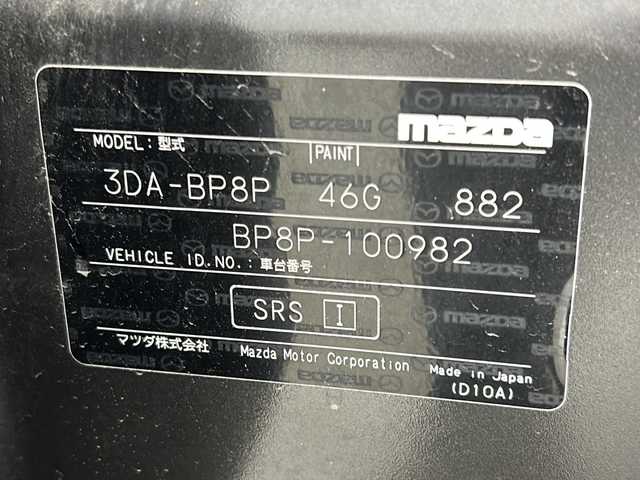 mazda
MODEL:型式 PAINT
3DA-BP8P 46G 882
BP8P-100982
VEHICLE ID.NO.:車台番号
SRS I
マツダ株式会社 Mazda Motor Corporation Made in Japan
(D10A)